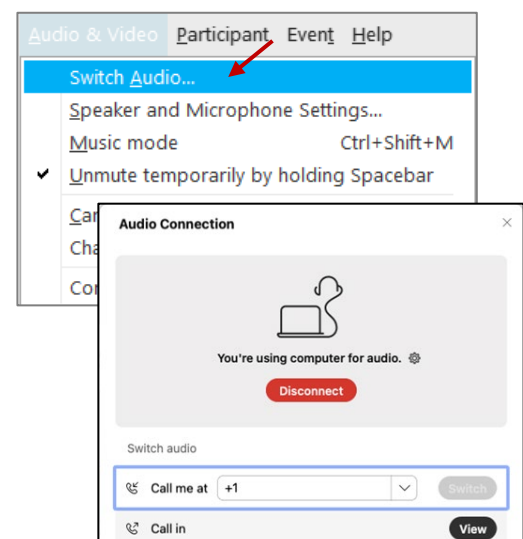 Audio & Video Participant Event Help
Switch Audio...
Speaker and Microphone Settings...
Music mode Ctrl+Shift+M
✔ Unmute temporarily by holding Spacebar
Audio Connection
You're using computer for audio.
Disconnect
Switch audio
Call me at +1 Switch
Call in View